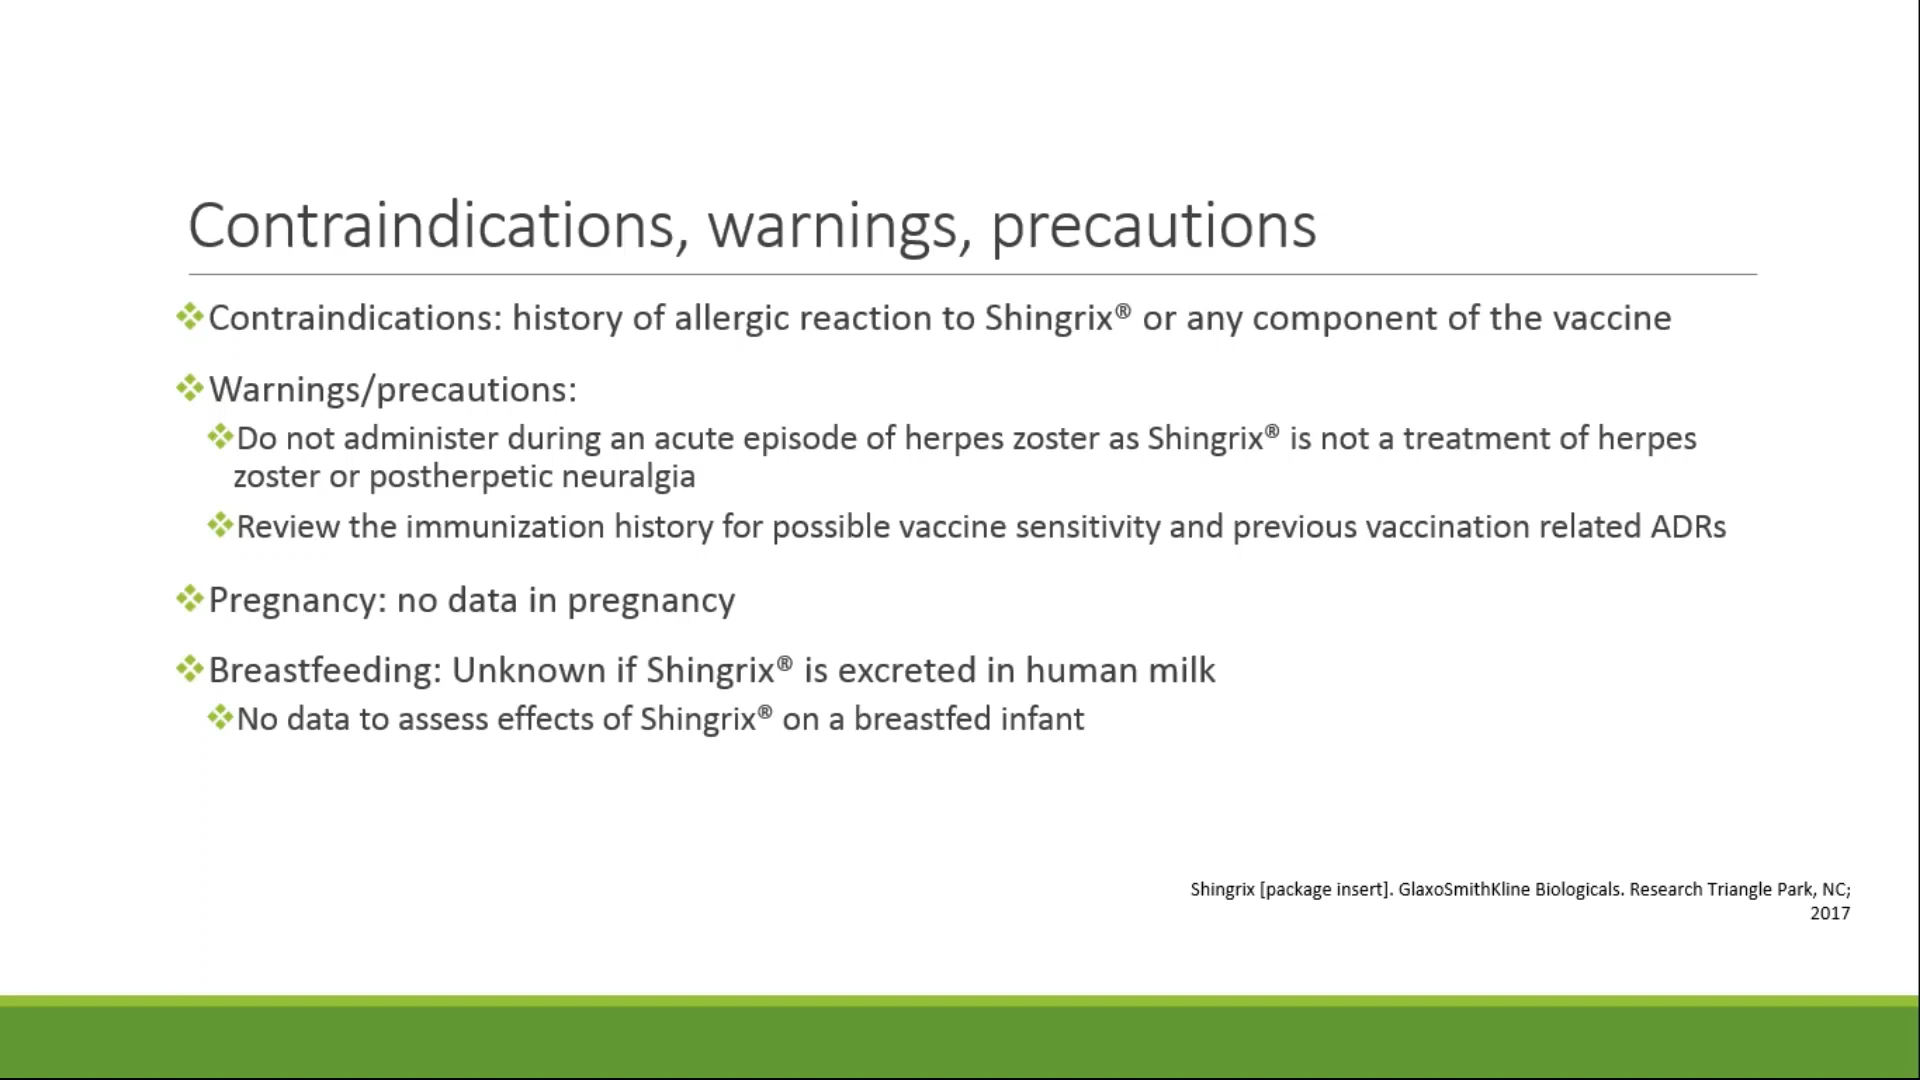 Contraindications, warnings, precautions
Contraindications: history of allergic reaction to Shingrix® or any component of the vaccine
Warnings/precautions:
Do not administer during an acute episode of herpes zoster as Shingrix® is not a treatment of herpes
zoster or postherpetic neuralgia
Review the immunization history for possible vaccine sensitivity and previous vaccination related ADRs
Pregnancy: no data in pregnancy
Breastfeeding: Unknown if Shingrix® is excreted in human milk
No data to assess effects of Shingrix® on a breastfed infant
Shingrix [package insert]. GlaxoSmithKline Biologicals. Research Triangle Park, NC;
2017